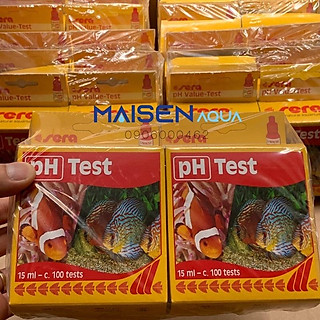 sera
sera
pH Value-Test
pH Value-Test
sera
MAISEN AQUA
0906000462
sera
sera
pH Test
pH Test
15 ml – c. 100 tests
15 ml – c. 100 tests